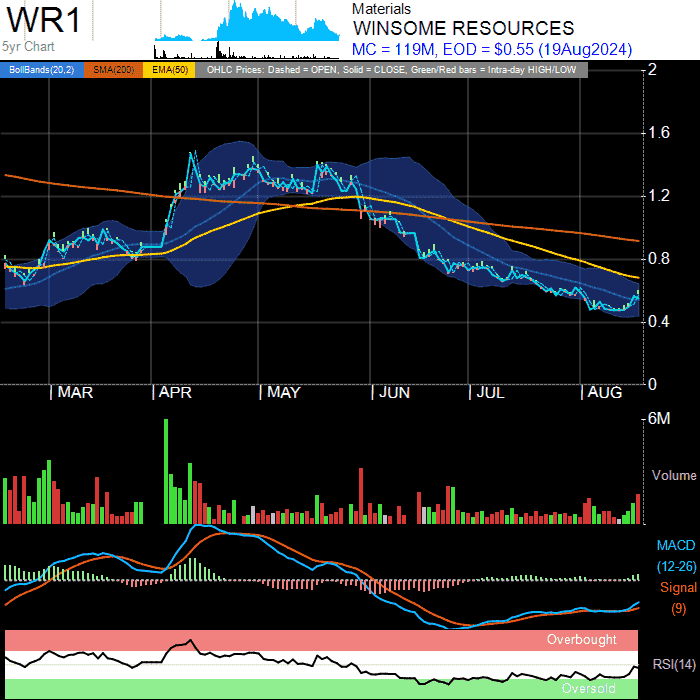 WR1
5yr Chart
Materials
WINSOME RESOURCES
MC = 119M, EOD = $0.55 (19Aug2024)
BollBands(20,2) SMA(200) EMA(50) OHLC Prices: Dashed = OPEN, Solid = CLOSE, Green/Red bars = Intra-day HIGH/LOW
2
1.6
1.2
0.8
0.4
0
MAR APR MAY JUN JUL AUG
6M
Volume
MACD
(12-26)
Signal
(9)
Overbought
RSI(14)
Oversold